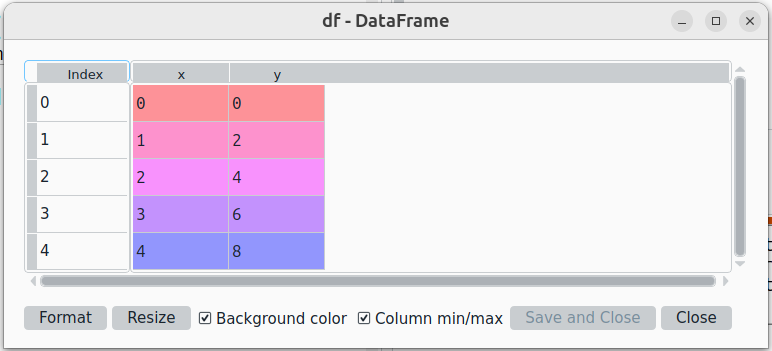 df - DataFrame
Index x y
0 0 0
1 1 2
2 2 4
3 3 6
4 4 8
Format Resize Background color Column min/max Save and Close Close